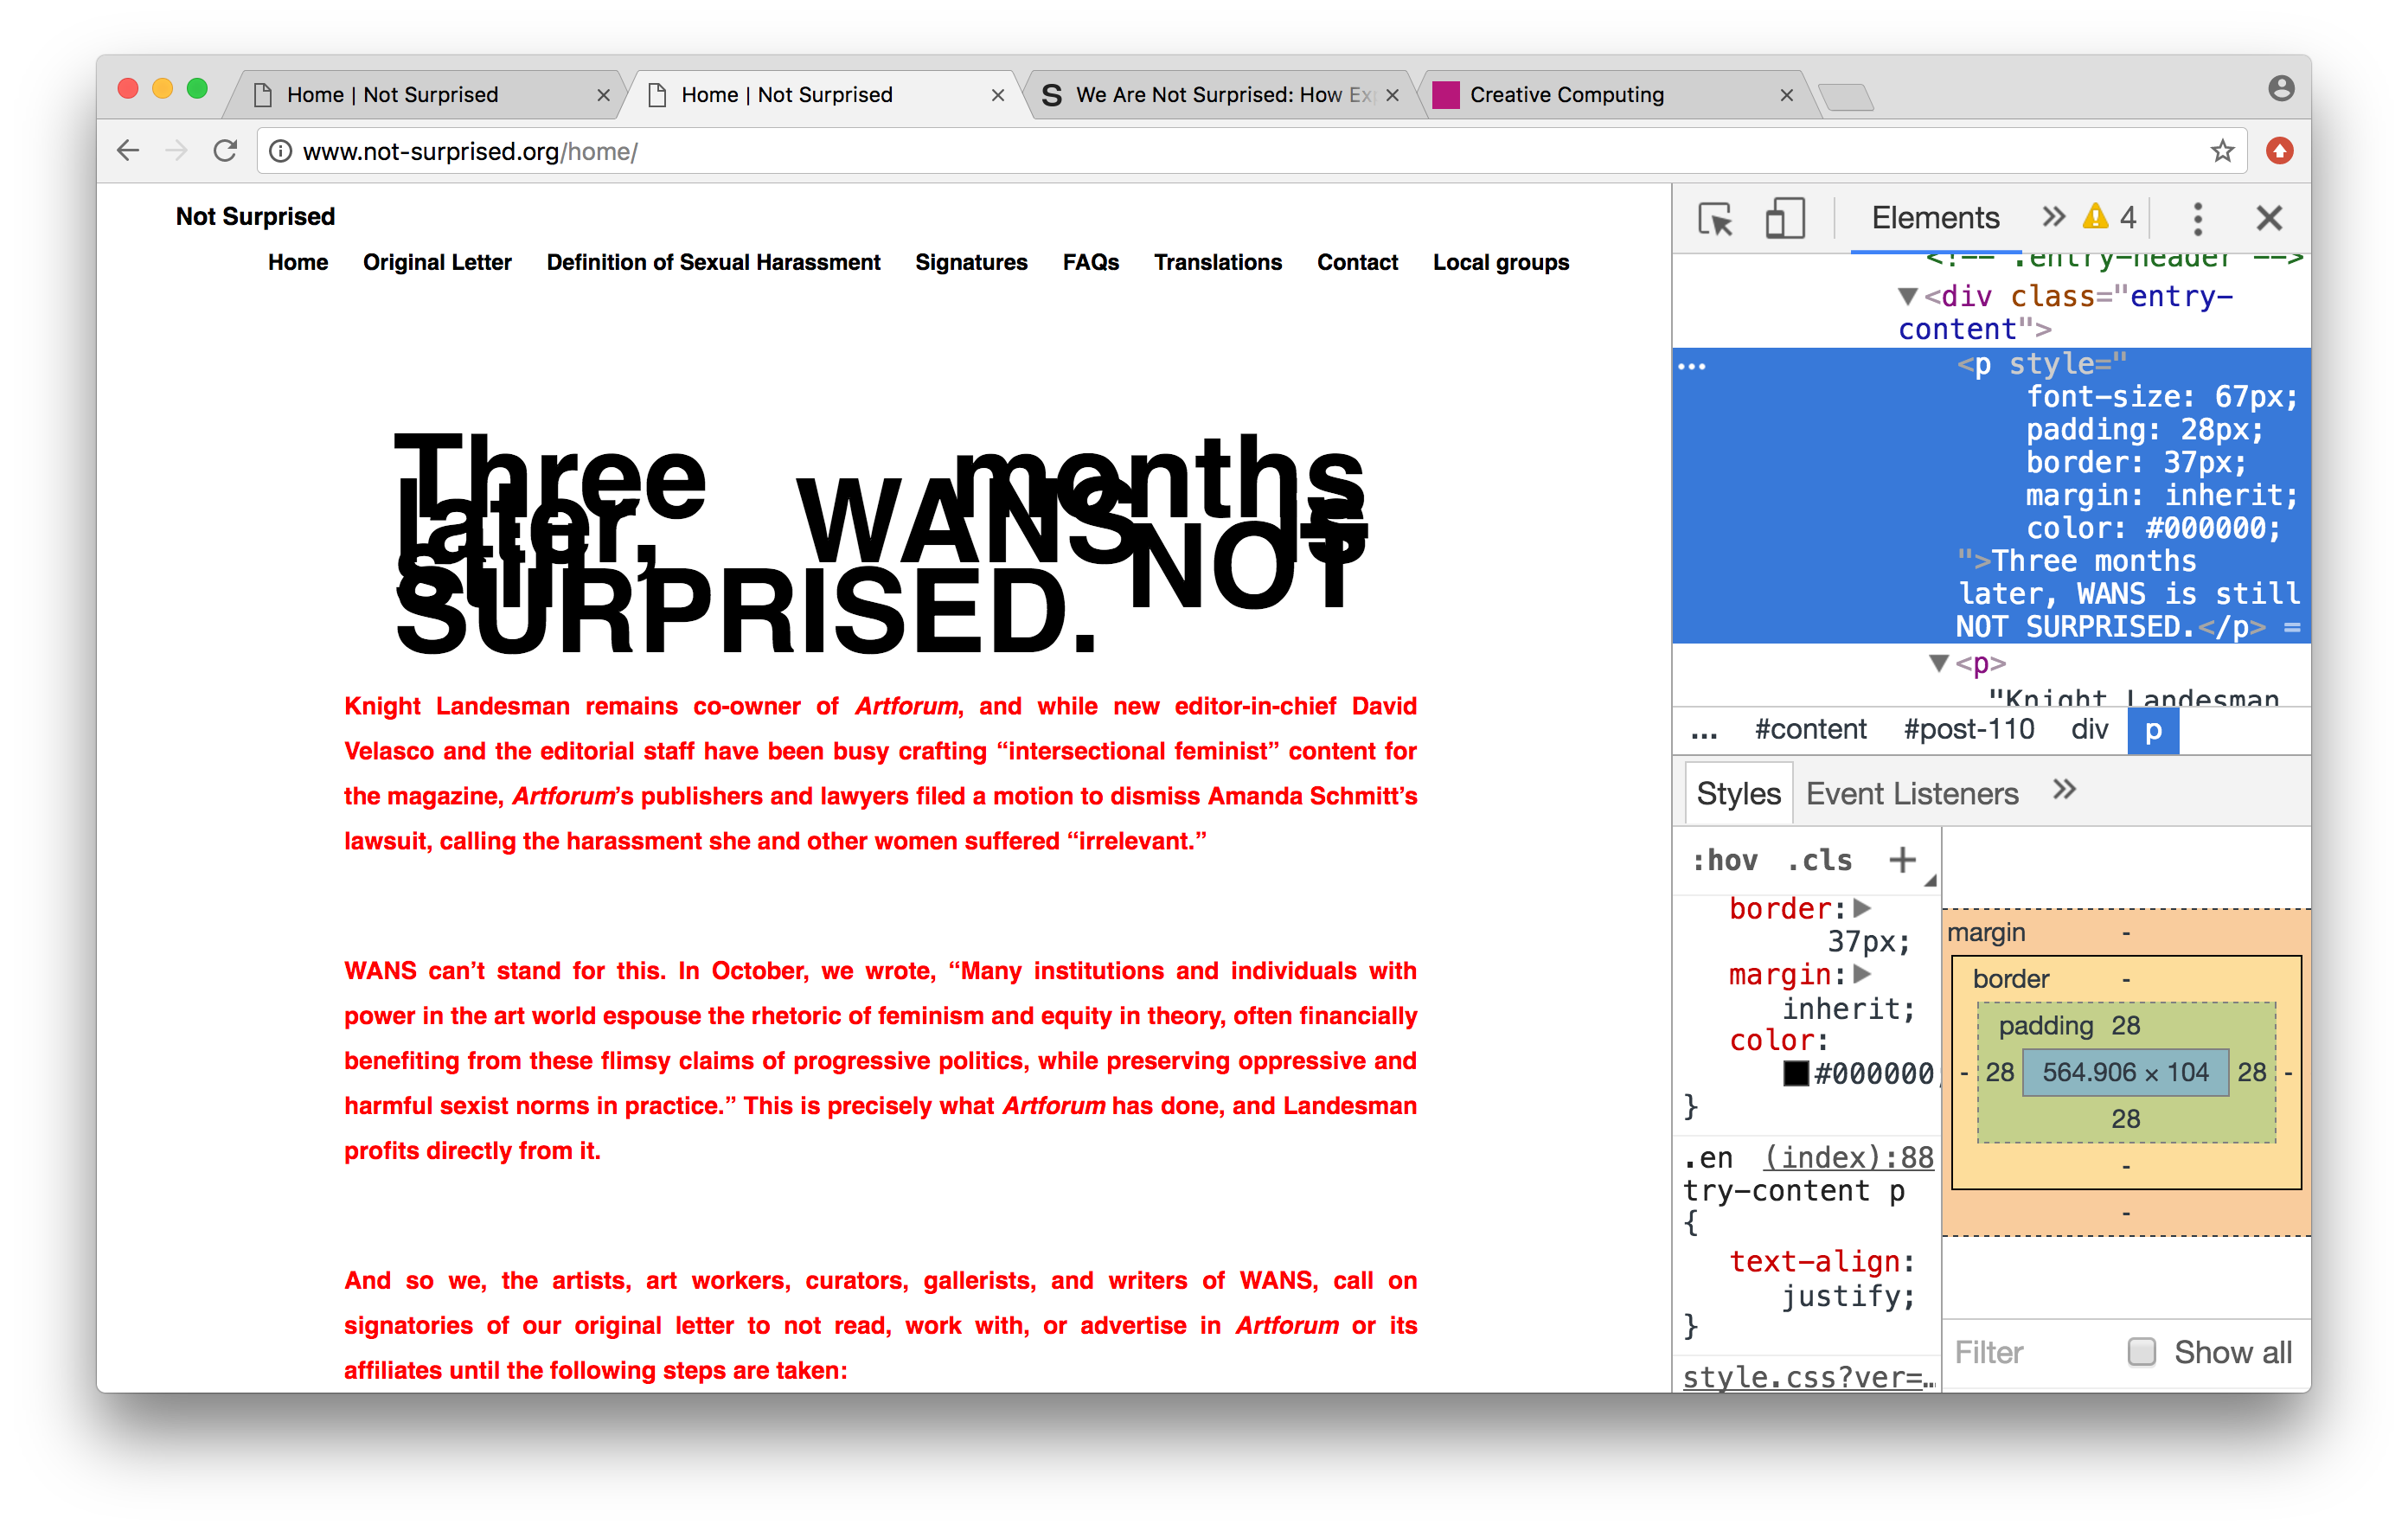 Home | Not Surprised
Home | Not Surprised
S We Are Not Surprised: How Exp
Creative Computing
www.not-surprised.org/home/
Not Surprised
Home Original Letter Definition of Sexual Harassment Signatures FAQs Translations Contact Local groups
Three months
later, WANS is
still NOT
SURPRISED.
Knight Landesman remains co-owner of Artforum, and while new editor-in-chief David
Velasco and the editorial staff have been busy crafting “intersectional feminist” content for
the magazine, Artforum’s publishers and lawyers filed a motion to dismiss Amanda Schmitt’s
lawsuit, calling the harassment she and other women suffered “irrelevant.”
WANS can’t stand for this. In October, we wrote, “Many institutions and individuals with
power in the art world espouse the rhetoric of feminism and equity in theory, often financially
benefiting from these flimsy claims of progressive politics, while preserving oppressive and
harmful sexist norms in practice.” This is precisely what Artforum has done, and Landesman
profits directly from it.
And so we, the artists, art workers, curators, gallerists, and writers of WANS, call on
signatories of our original letter to not read, work with, or advertise in Artforum or its
affiliates until the following steps are taken:
Elements 4
<!-- .entry-header -->
<div class="entry-
content">
<p style="
font-size: 67px;
padding: 28px;
border: 37px;
margin: inherit;
color: #000000;
">Three months
later, WANS is still
NOT SURPRISED.</p> =
<p>
"Knight Landesman
... #content #post-110 div p
Styles Event Listeners
:hov .cls +
border:
37px;
margin:
inherit;
color:
#000000;
}
.en (index):88
try-content p
{
text-align:
justify;
}
style.css?ver=…
margin -
border -
padding 28
- 28 564.906 × 104 28 -
28
-
-
Filter Show all